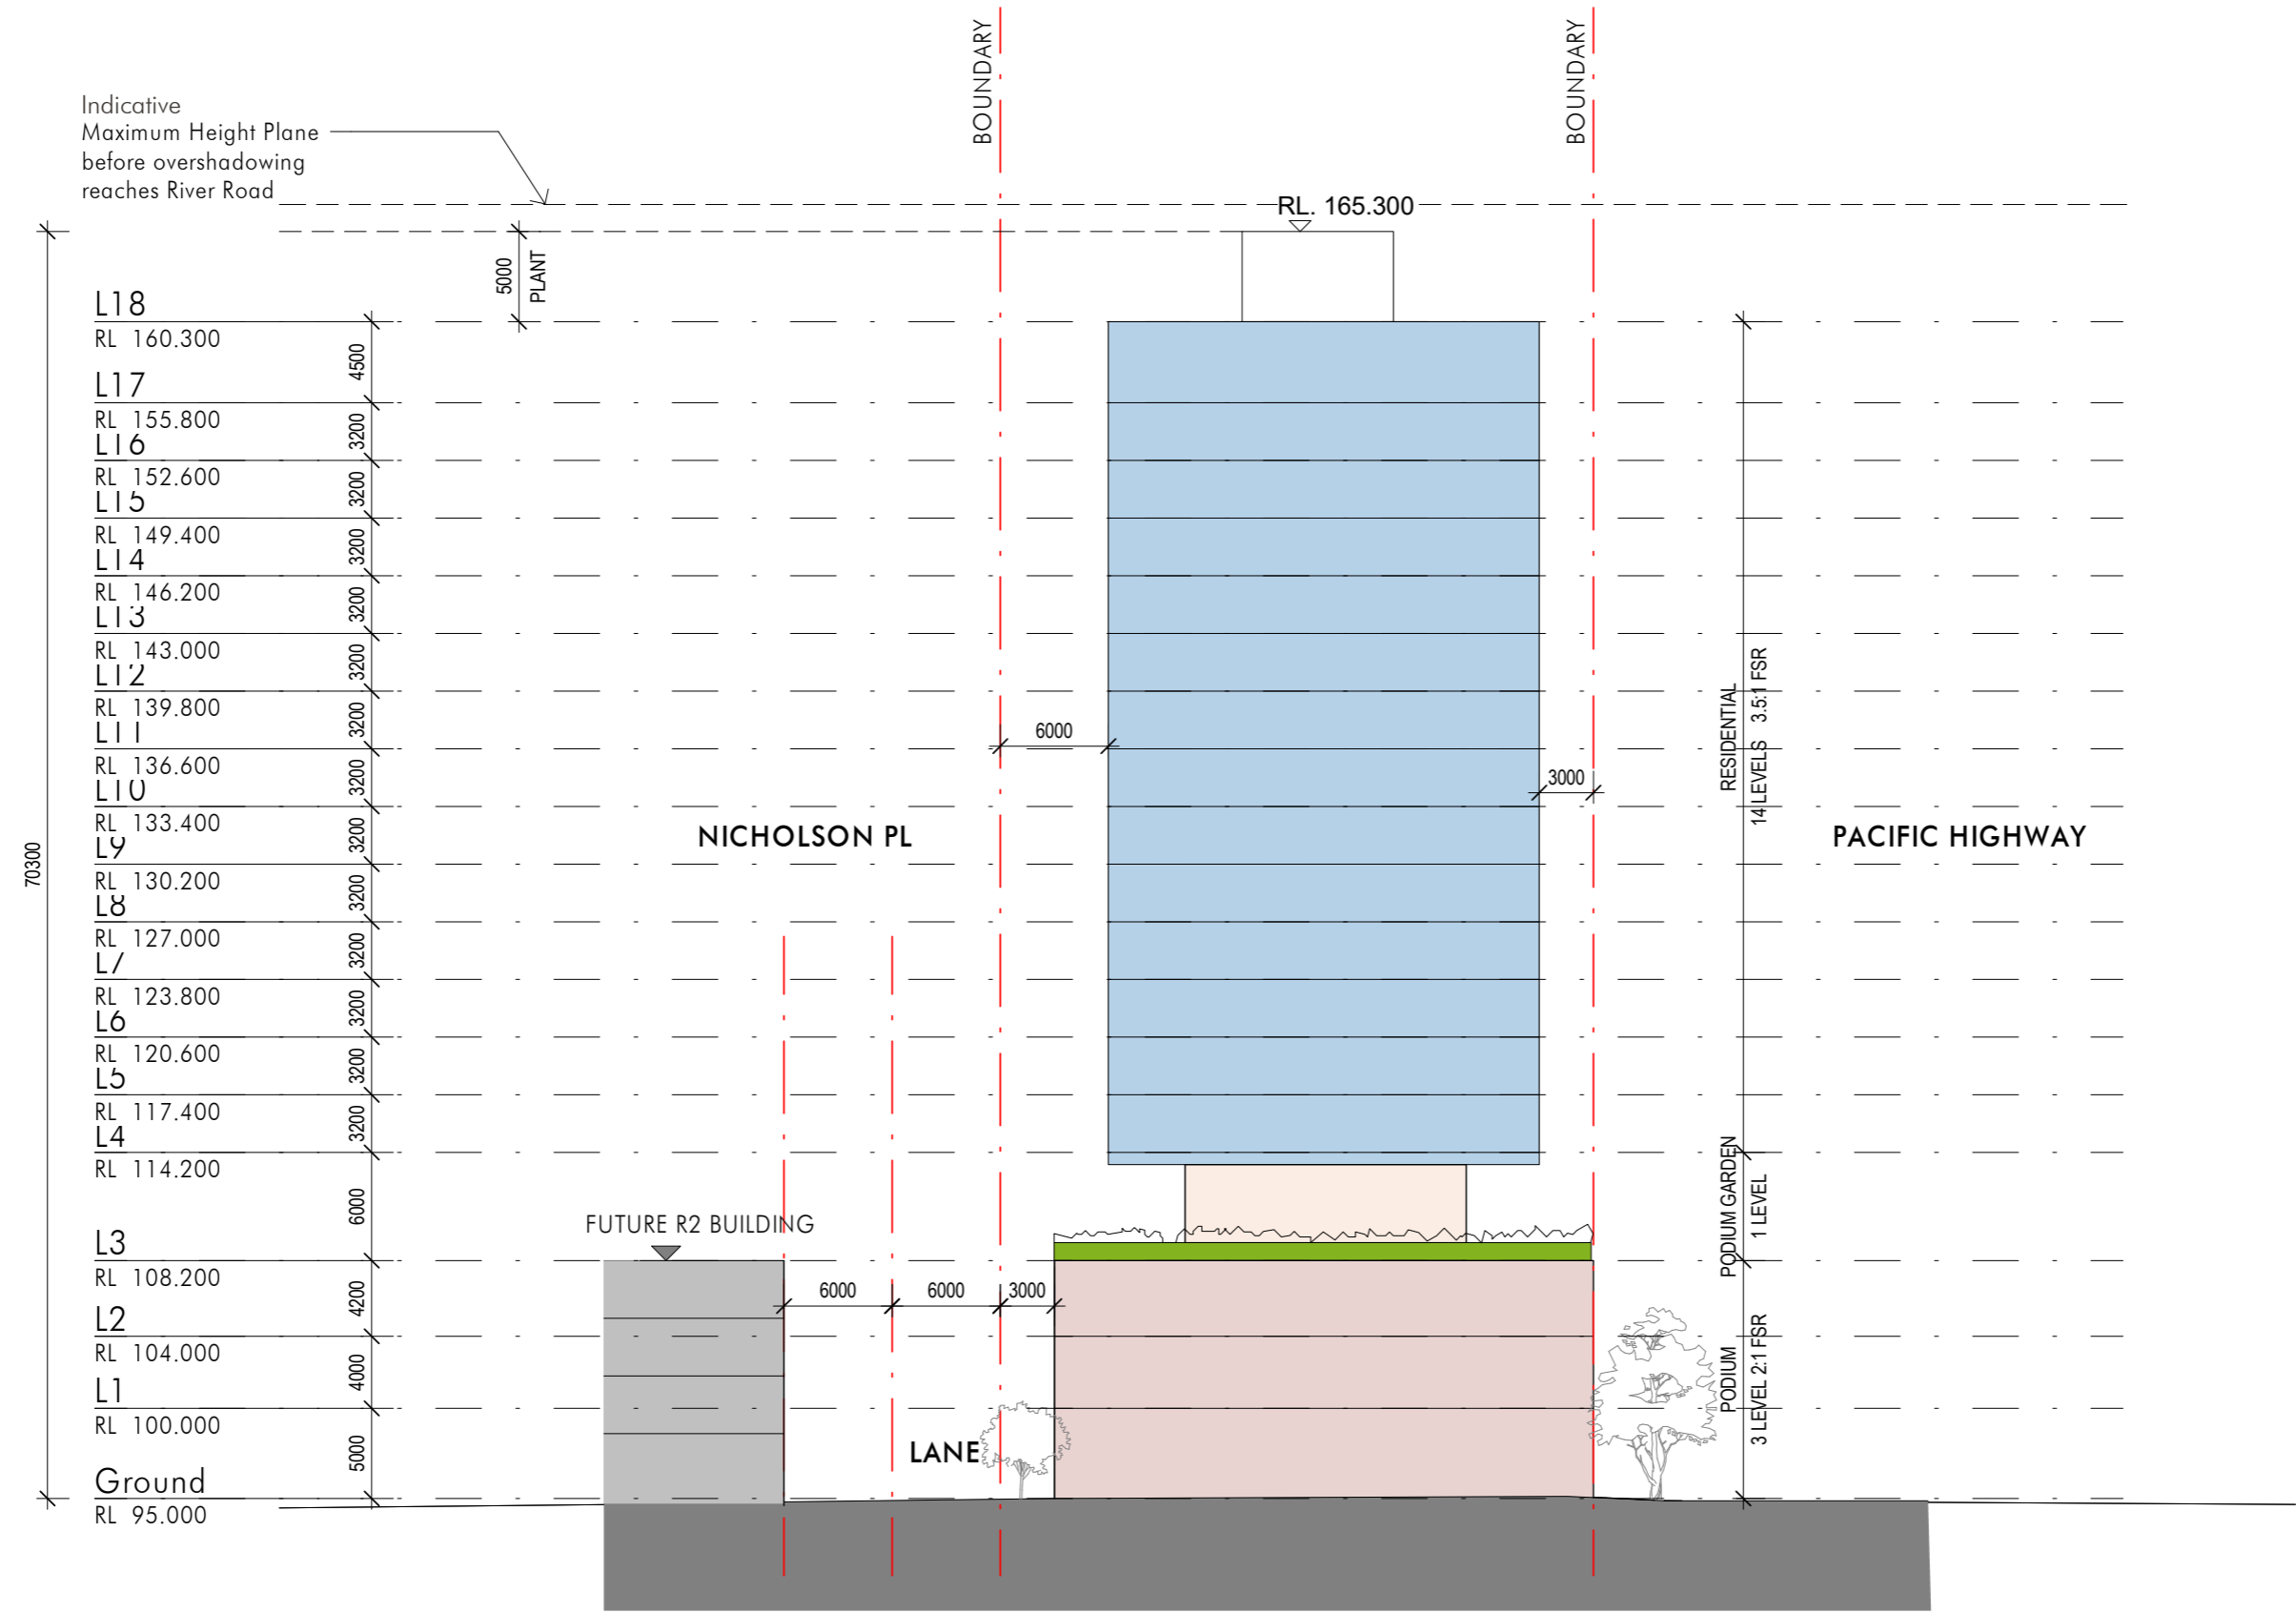 BOUNDARY
BOUNDARY
Indicative
Maximum Height Plane
before overshadowing
reaches River Road
RL. 165.300
5000
PLANT
L18
RL 160.300
4500
L17
RL 155.800
3200
L16
RL 152.600
3200
L15
RL 149.400
3200
L14
RL 146.200
3200
L13
RL 143.000
3200
L12
RL 139.800
3200
L11
RL 136.600
3200
L10
RL 133.400
3200
L9
RL 130.200
3200
L8
RL 127.000
3200
L7
RL 123.800
3200
L6
RL 120.600
3200
L5
RL 117.400
3200
L4
RL 114.200
6000
L3
RL 108.200
4200
L2
RL 104.000
4000
L1
RL 100.000
5000
Ground
RL 95.000
70300
6000
3000
NICHOLSON PL
PACIFIC HIGHWAY
RESIDENTIAL
14 LEVELS 3.5:1 FSR
PODIUM GARDEN
1 LEVEL
PODIUM
3 LEVEL 2:1 FSR
FUTURE R2 BUILDING
6000
6000
3000
LANE